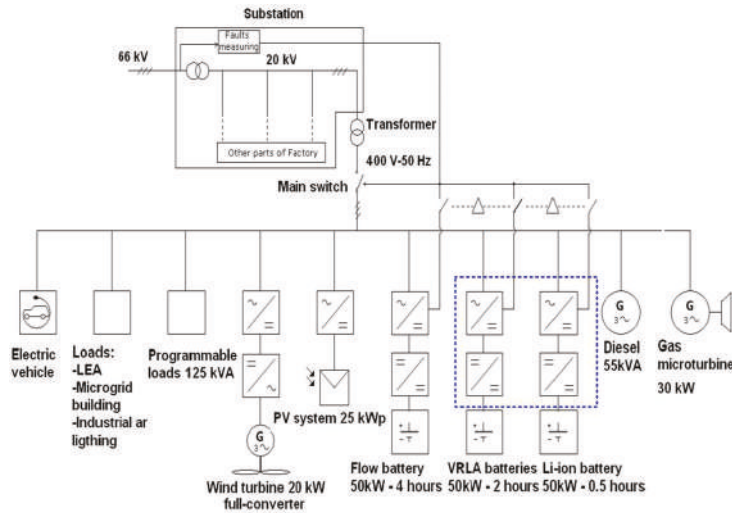 Substation
Faults
measuring
66 kV
20 kV
Other parts of Factory
Transformer
400 V-50 Hz
Main switch
Electric
vehicle
Loads:
-LEA
-Microgrid
building
-Industrial ar
ligthing
Programmable
loads 125 kVA
G
3~
Wind turbine 20 kW
full-converter
PV system 25 kWp
Flow battery
50kW - 4 hours
VRLA batteries
50kW - 2 hours
Li-ion battery
50kW - 0.5 hours
G
3~
Diesel
55kVA
G
3~
Gas
microturbine
30 kW